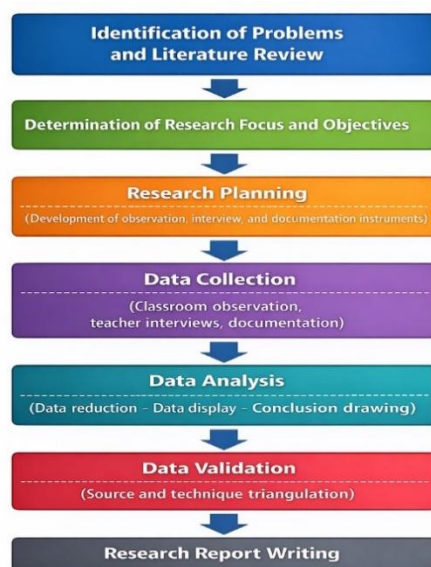 Identification of Problems
and Literature Review
Determination of Research Focus and Objectives
Research Planning
(Development of observation, interview, and documentation instruments)
Data Collection
(Classroom observation,
teacher interviews, documentation)
Data Analysis
(Data reduction – Data display – Conclusion drawing)
Data Validation
(Source and technique triangulation)
Research Report Writing